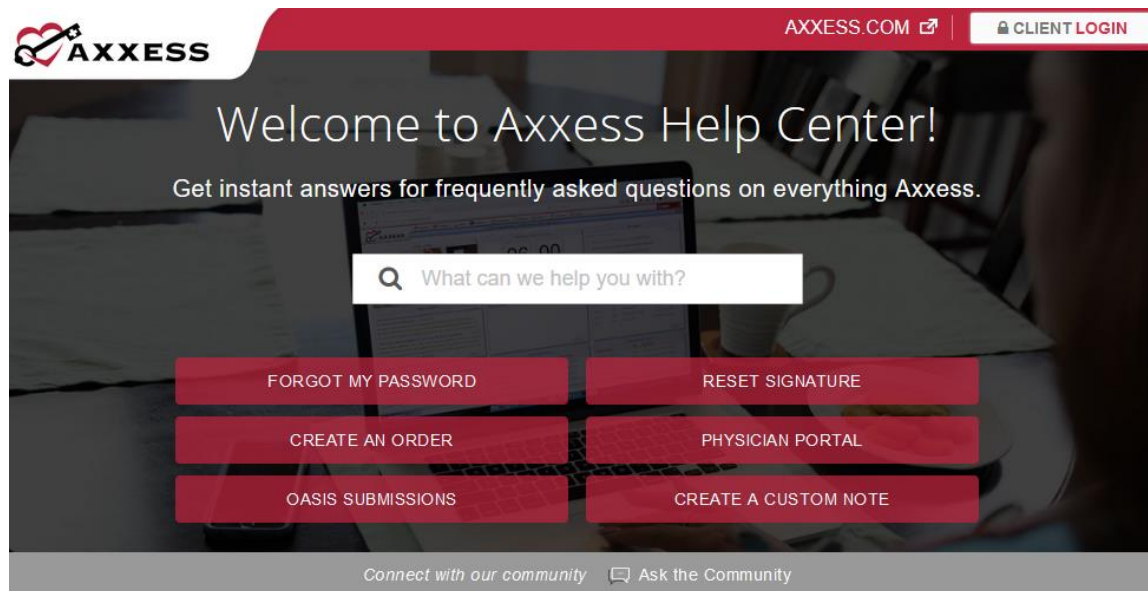 AXXESS
AXXESS.COM
CLIENT LOGIN
Welcome to Axxess Help Center!
Get instant answers for frequently asked questions on everything Axxess.
What can we help you with?
FORGOT MY PASSWORD
RESET SIGNATURE
CREATE AN ORDER
PHYSICIAN PORTAL
OASIS SUBMISSIONS
CREATE A CUSTOM NOTE
Connect with our community
Ask the Community